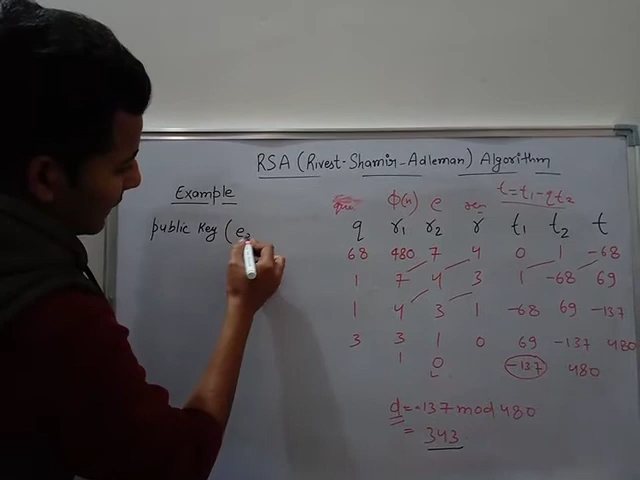 RSA (Rivest-Shamir-Adleman) Algorithm
Example
public key (e,
t=t₁-qt₂
que ϕ(n) e rem
q r₁ r₂ r t₁ t₂ t
68 480 7 4 0 1 -68
1 7 4 3 1 -68 69
1 4 3 1 -68 69 -137
3 3 1 0 69 -137 480
1 0 -137 480
d = -137 mod 480
= 343